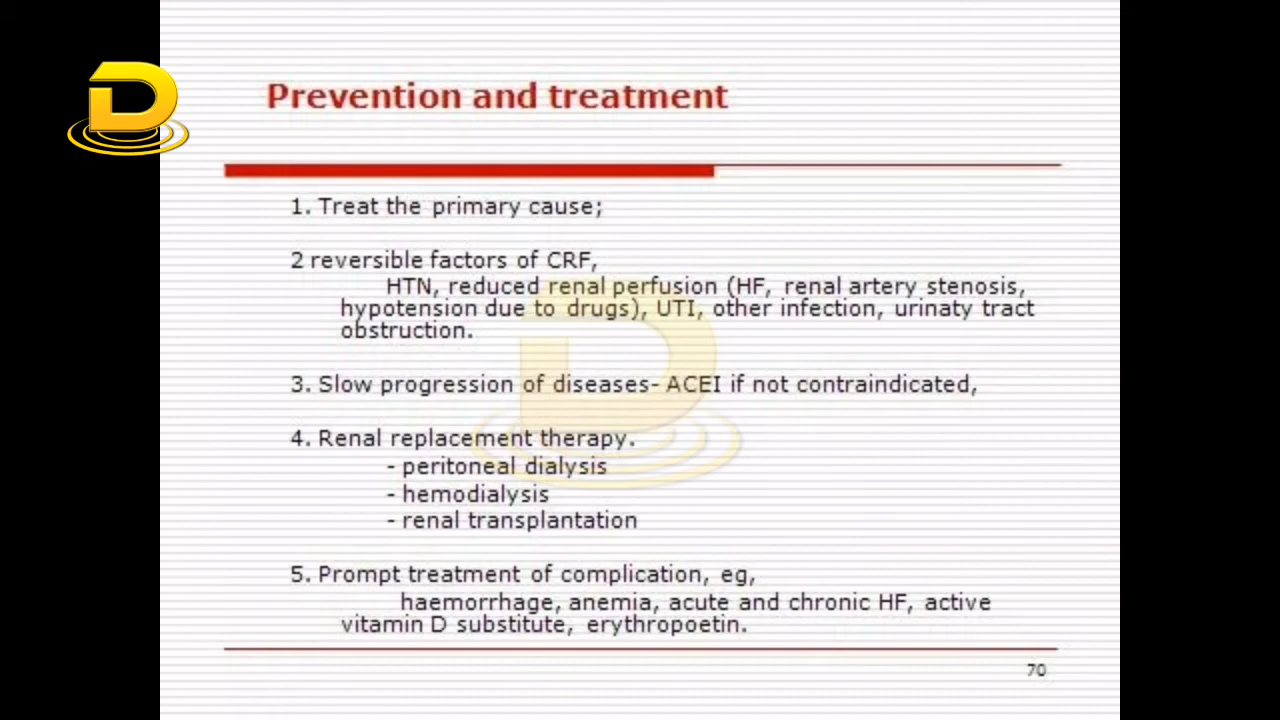 D
Prevention and treatment
1. Treat the primary cause;
2 reversible factors of CRF,
HTN, reduced renal perfusion (HF, renal artery stenosis,
hypotension due to drugs), UTI, other infection, urinaty tract
obstruction.
3. Slow progression of diseases- ACEI if not contraindicated,
4. Renal replacement therapy.
- peritoneal dialysis
- hemodialysis
- renal transplantation
5. Prompt treatment of complication, eg,
haemorrhage, anemia, acute and chronic HF, active
vitamin D substitute, erythropoetin.
70